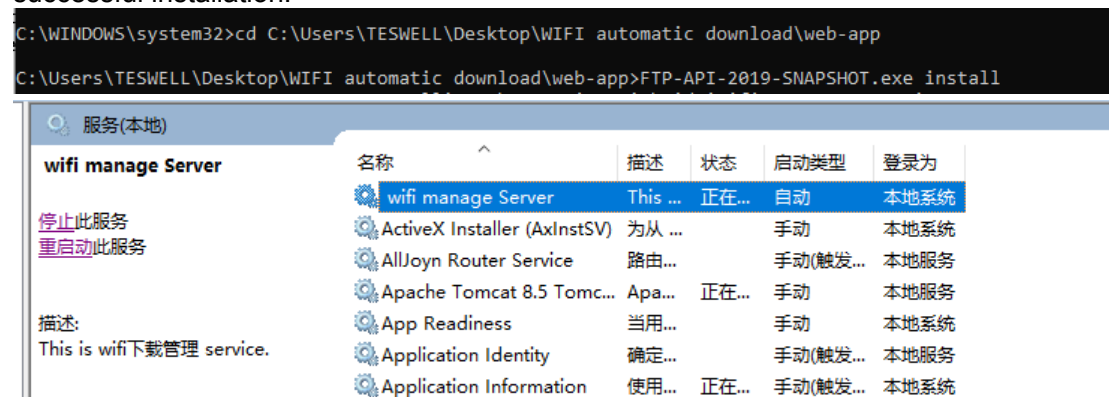 C:\WINDOWS\system32>cd C:\Users\TESWELL\Desktop\WIFI automatic download\web-app
C:\Users\TESWELL\Desktop\WIFI automatic download\web-app>FTP-API-2019-SNAPSHOT.exe install
服务(本地)
wifi manage Server
停止此服务
重启动此服务
描述:
This is wifi下载管理 service.
名称 描述 状态 启动类型 登录为
wifi manage Server This ... 正在... 自动 本地系统
ActiveX Installer (AxInstSV) 为从 ... 手动 本地系统
AllJoyn Router Service 路由... 手动(触发... 本地服务
Apache Tomcat 8.5 Tomc... Apa... 正在... 手动 本地服务
App Readiness 当用... 手动 本地系统
Application Identity 确定... 手动(触发... 本地服务
Application Information 使用... 正在... 手动(触发... 本地系统